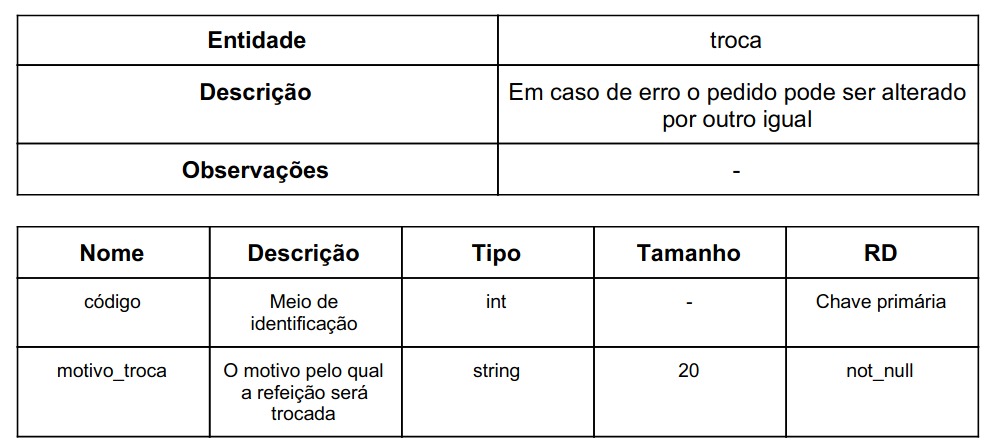 Entidade troca
Descrição Em caso de erro o pedido pode ser alterado
por outro igual
Observações -
Nome Descrição Tipo Tamanho RD
código Meio de identificação int - Chave primária
motivo_troca O motivo pelo qual a refeição será trocada string 20 not_null